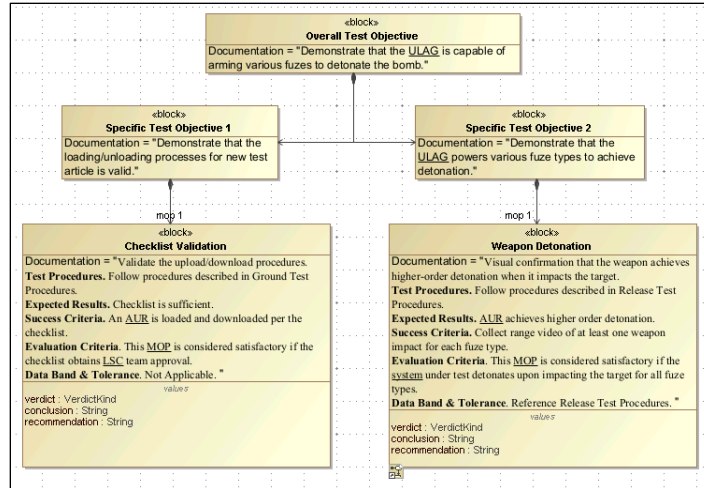 «block»
Overall Test Objective
Documentation = "Demonstrate that the ULAG is capable of
arming various fuzes to detonate the bomb."
«block»
Specific Test Objective 1
Documentation = "Demonstrate that the
loading/unloading processes for new test
article is valid."
«block»
Specific Test Objective 2
Documentation = "Demonstrate that the
ULAG powers various fuze types to achieve
detonation."
mop 1
«block»
Checklist Validation
Documentation = "Validate the upload/download procedures.
Test Procedures. Follow procedures described in Ground Test
Procedures.
Expected Results. Checklist is sufficient.
Success Criteria. An AUR is loaded and downloaded per the
checklist.
Evaluation Criteria. This MOP is considered satisfactory if the
checklist obtains LSC team approval.
Data Band & Tolerance. Not Applicable. "
values
verdict : VerdictKind
conclusion : String
recommendation : String
mop 1
«block»
Weapon Detonation
Documentation = "Visual confirmation that the weapon achieves
higher-order detonation when it impacts the target.
Test Procedures. Follow procedures described in Release Test
Procedures.
Expected Results. AUR achieves higher order detonation.
Success Criteria. Collect range video of at least one weapon
impact for each fuze type.
Evaluation Criteria. This MOP is considered satisfactory if the
system under test detonates upon impacting the target for all fuze
types.
Data Band & Tolerance. Reference Release Test Procedures. "
values
verdict : VerdictKind
conclusion : String
recommendation : String